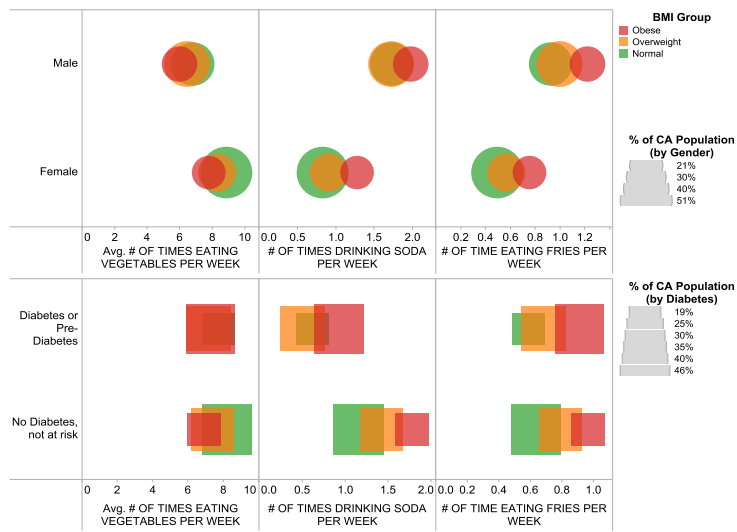 BMI Group
Obese
Overweight
Normal
Male
Female
% of CA Population
(by Gender)
21%
30%
40%
51%
0 2 4 6 8 10
Avg. # OF TIMES EATING
VEGETABLES PER WEEK
0.0 0.5 1.0 1.5 2.0
# OF TIMES DRINKING SODA
PER WEEK
0.2 0.4 0.6 0.8 1.0 1.2
# OF TIME EATING FRIES PER
WEEK
Diabetes or
Pre-
Diabetes
No Diabetes,
not at risk
% of CA Population
(by Diabetes)
19%
25%
30%
35%
40%
46%
0 2 4 6 8 10
Avg. # OF TIMES EATING
VEGETABLES PER WEEK
0.0 0.5 1.0 1.5 2.0
# OF TIMES DRINKING SODA
PER WEEK
0.0 0.2 0.4 0.6 0.8 1.0
# OF TIME EATING FRIES PER
WEEK